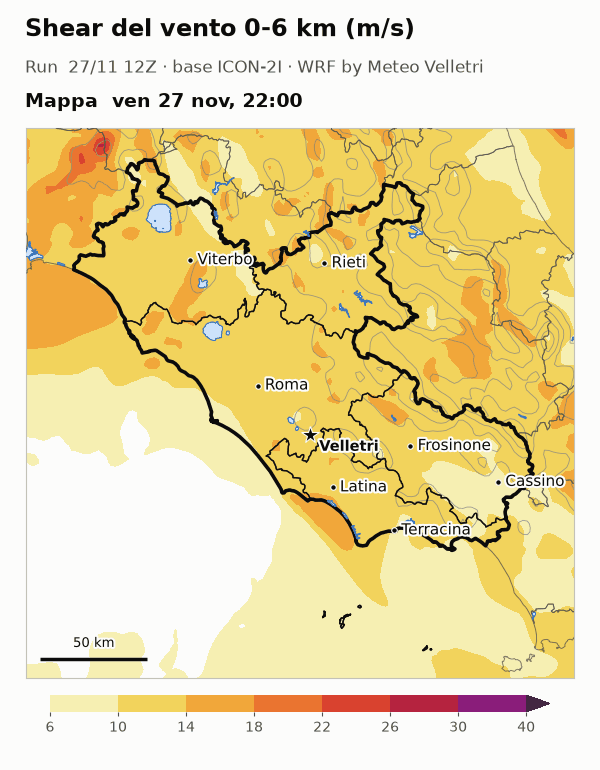 Shear del vento 0-6 km (m/s)
Run  27/11 12Z · base ICON-2I · WRF by Meteo Velletri
Mappa  ven 27 nov, 22:00
Viterbo
Rieti
Roma
Velletri
Frosinone
Cassino
Latina
Terracina
50 km
6 10 14 18 22 26 30 40